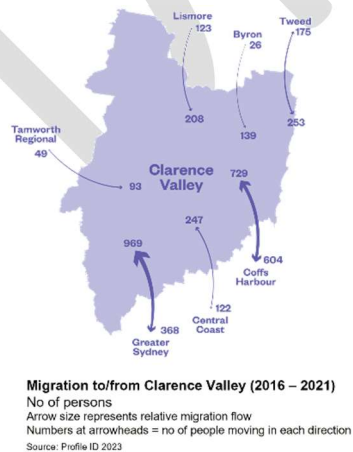 Lismore
123
Tweed
175
Byron
26
208
139
253
Tamworth
Regional
49
93
Clarence
Valley
729
247
969
604
Coffs
Harbour
122
Central
Coast
368
Greater
Sydney
Migration to/from Clarence Valley (2016 – 2021)
No of persons
Arrow size represents relative migration flow
Numbers at arrowheads = no of people moving in each direction
Source: Profile ID 2023